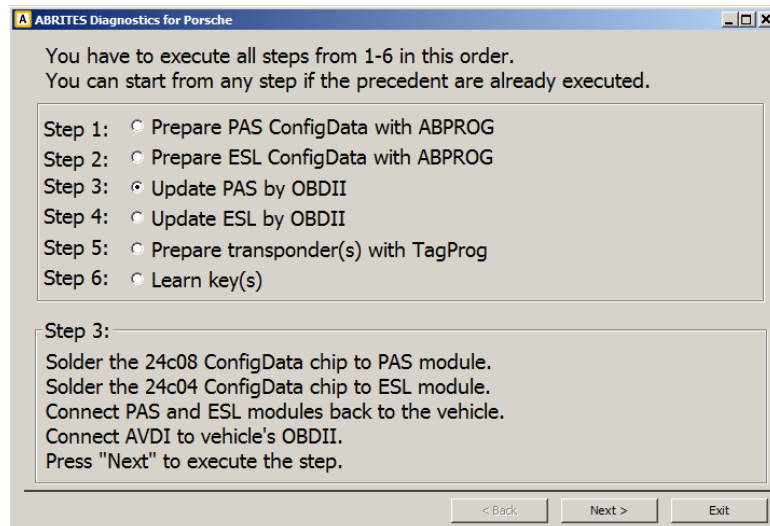 A ABRITES Diagnostics for Porsche
You have to execute all steps from 1-6 in this order.
You can start from any step if the precedent are already executed.
Step 1: Prepare PAS ConfigData with ABPROG
Step 2: Prepare ESL ConfigData with ABPROG
Step 3: Update PAS by OBDII
Step 4: Update ESL by OBDII
Step 5: Prepare transponder(s) with TagProg
Step 6: Learn key(s)
Step 3:
Solder the 24c08 ConfigData chip to PAS module.
Solder the 24c04 ConfigData chip to ESL module.
Connect PAS and ESL modules back to the vehicle.
Connect AVDI to vehicle's OBDII.
Press "Next" to execute the step.
< Back Next > Exit